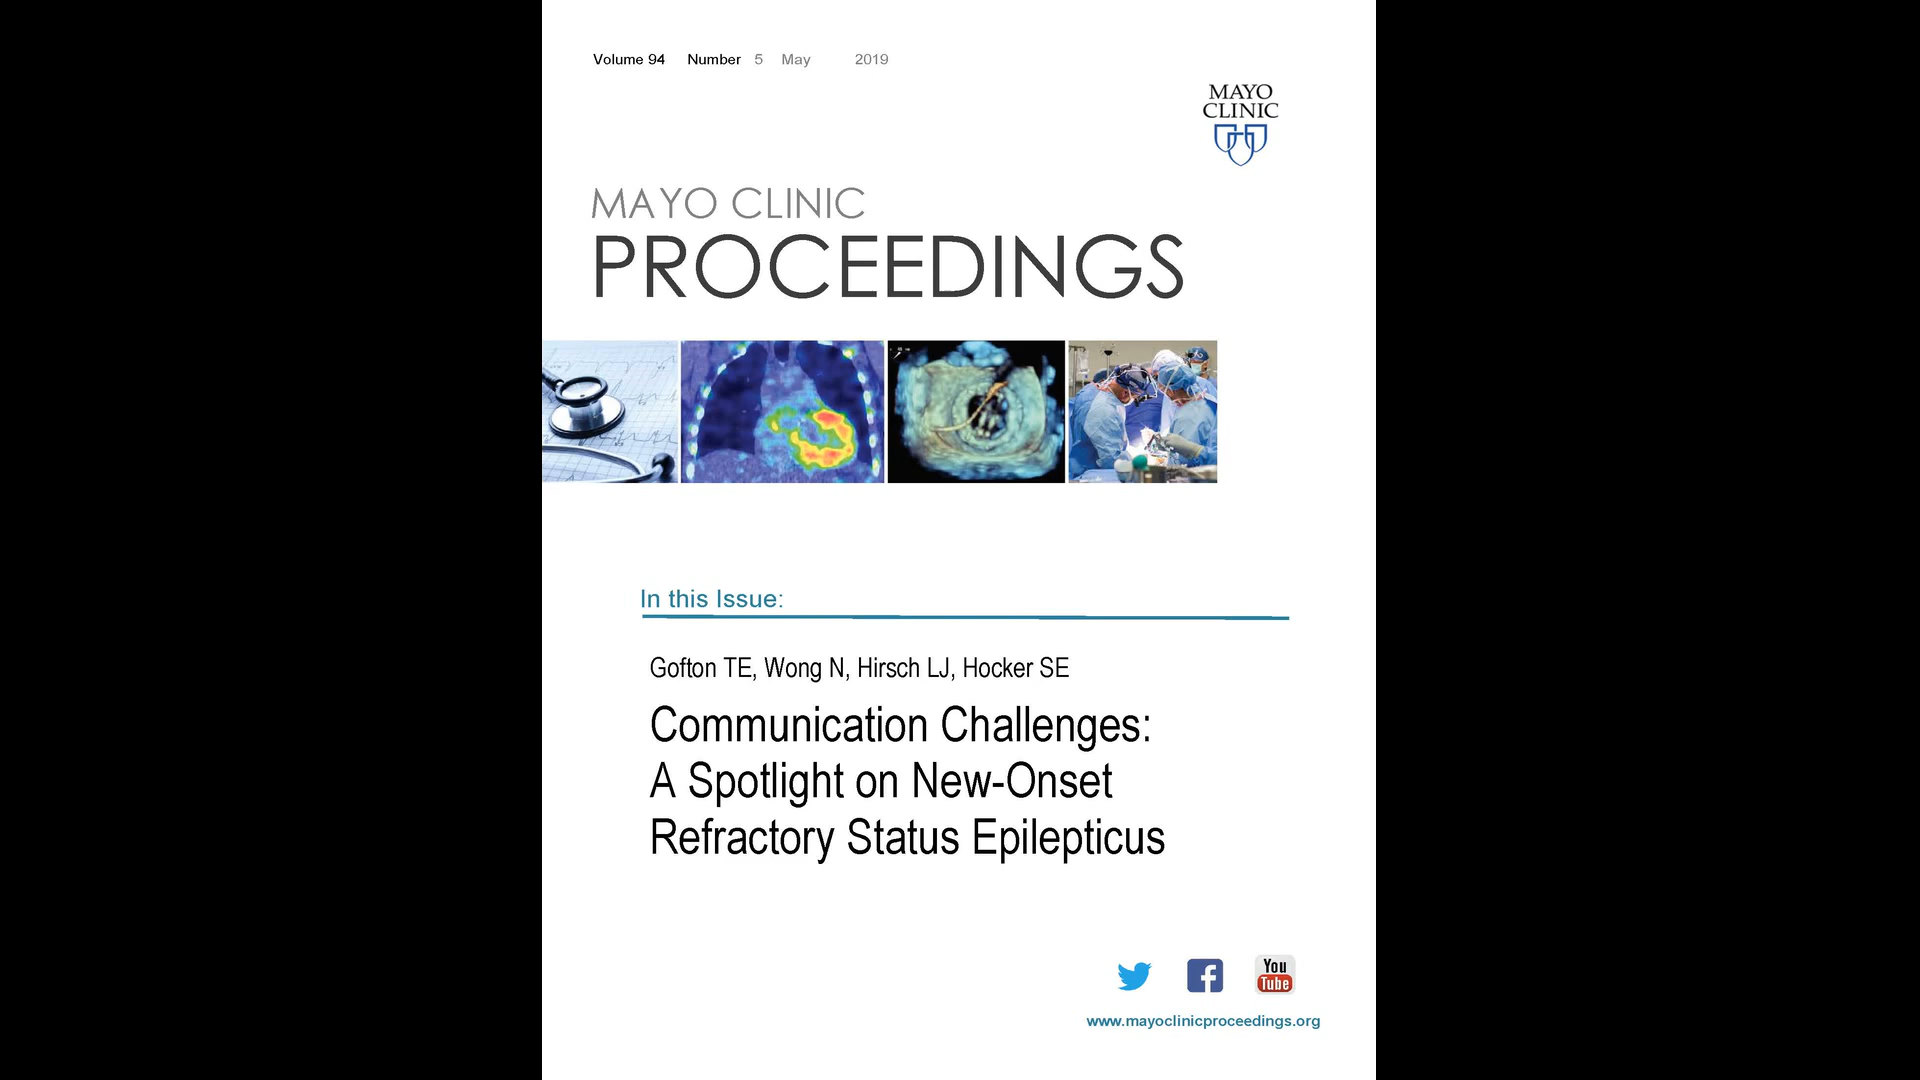 Volume 94 Number 5 May 2019
MAYO
CLINIC
MAYO CLINIC
PROCEEDINGS
In this Issue:
Gofton TE, Wong N, Hirsch LJ, Hocker SE
Communication Challenges:
A Spotlight on New-Onset
Refractory Status Epilepticus
You
Tube
www.mayoclinicproceedings.org